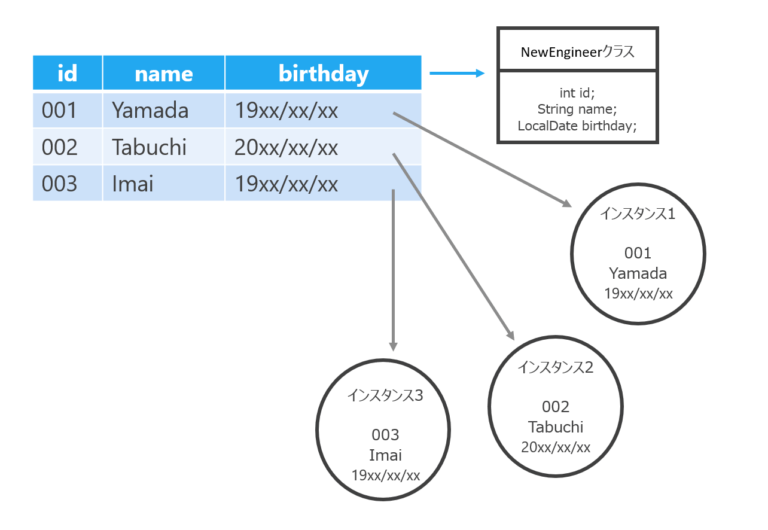 id name birthday
001 Yamada 19xx/xx/xx
002 Tabuchi 20xx/xx/xx
003 Imai 19xx/xx/xx
NewEngineerクラス
int id;
String name;
LocalDate birthday;
インスタンス1
001
Yamada
19xx/xx/xx
インスタンス2
002
Tabuchi
20xx/xx/xx
インスタンス3
003
Imai
19xx/xx/xx